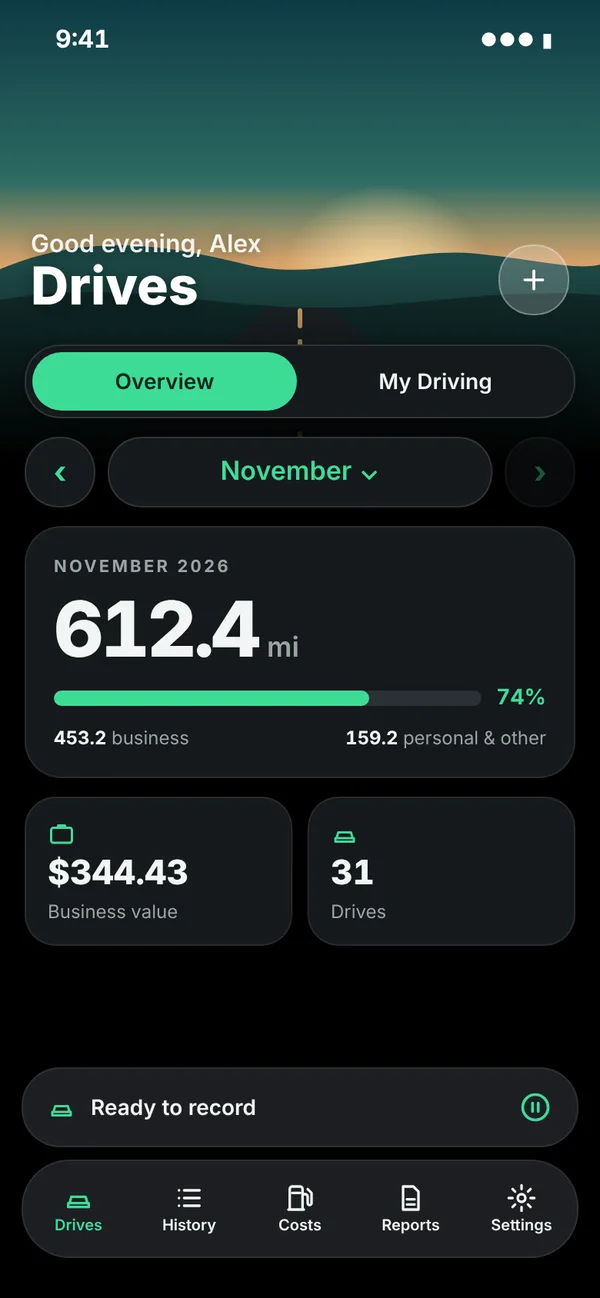 9:41
Good evening, Alex
Drives
Overview
My Driving
November
NOVEMBER 2026
612.4 mi
74%
453.2 business
159.2 personal & other
$344.43
Business value
31
Drives
Ready to record
Drives
History
Costs
Reports
Settings